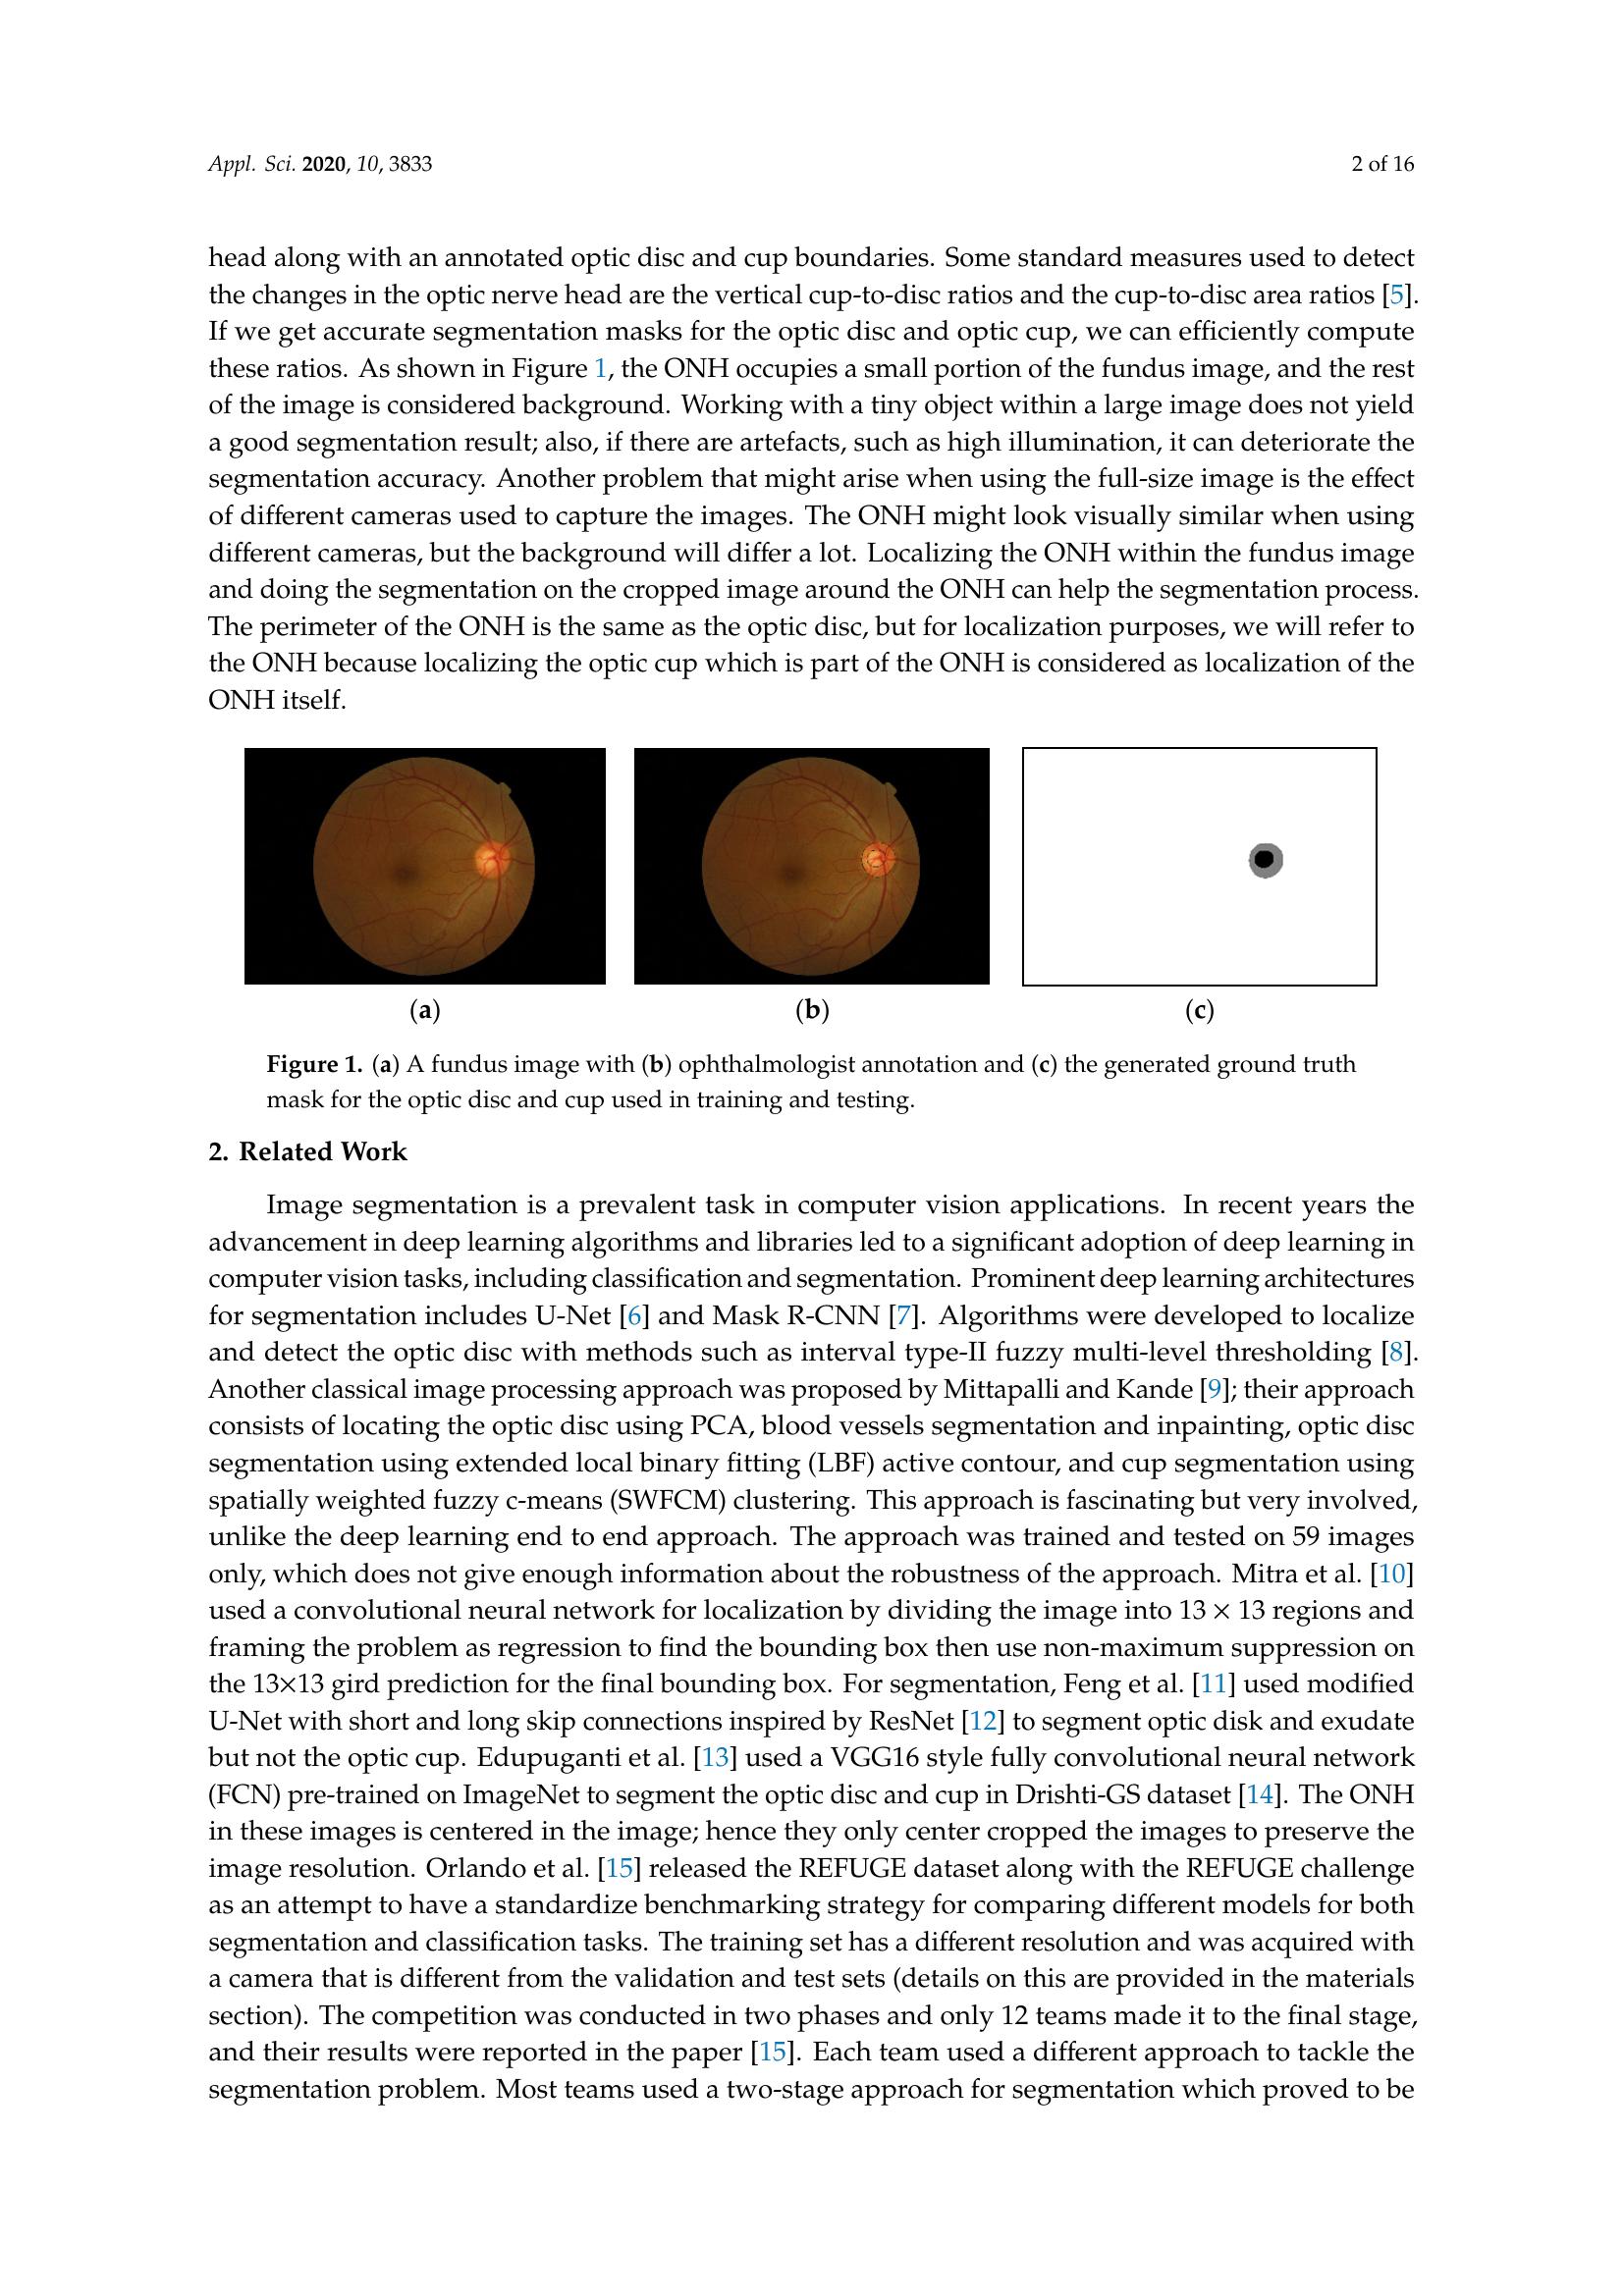 Appl. Sci. 2020, 10, 3833 2 of 16
head along with an annotated optic disc and cup boundaries. Some standard measures used to detect
the changes in the optic nerve head are the vertical cup-to-disc ratios and the cup-to-disc area ratios [5].
If we get accurate segmentation masks for the optic disc and optic cup, we can efficiently compute
these ratios. As shown in Figure 1, the ONH occupies a small portion of the fundus image, and the rest
of the image is considered background. Working with a tiny object within a large image does not yield
a good segmentation result; also, if there are artefacts, such as high illumination, it can deteriorate the
segmentation accuracy. Another problem that might arise when using the full-size image is the effect
of different cameras used to capture the images. The ONH might look visually similar when using
different cameras, but the background will differ a lot. Localizing the ONH within the fundus image
and doing the segmentation on the cropped image around the ONH can help the segmentation process.
The perimeter of the ONH is the same as the optic disc, but for localization purposes, we will refer to
the ONH because localizing the optic cup which is part of the ONH is considered as localization of the
ONH itself.
(a) (b) (c)
Figure 1. (a) A fundus image with (b) ophthalmologist annotation and (c) the generated ground truth
mask for the optic disc and cup used in training and testing.
2. Related Work
Image segmentation is a prevalent task in computer vision applications. In recent years the
advancement in deep learning algorithms and libraries led to a significant adoption of deep learning in
computer vision tasks, including classification and segmentation. Prominent deep learning architectures
for segmentation includes U-Net [6] and Mask R-CNN [7]. Algorithms were developed to localize
and detect the optic disc with methods such as interval type-II fuzzy multi-level thresholding [8].
Another classical image processing approach was proposed by Mittapalli and Kande [9]; their approach
consists of locating the optic disc using PCA, blood vessels segmentation and inpainting, optic disc
segmentation using extended local binary fitting (LBF) active contour, and cup segmentation using
spatially weighted fuzzy c-means (SWFCM) clustering. This approach is fascinating but very involved,
unlike the deep learning end to end approach. The approach was trained and tested on 59 images
only, which does not give enough information about the robustness of the approach. Mitra et al. [10]
used a convolutional neural network for localization by dividing the image into 13 × 13 regions and
framing the problem as regression to find the bounding box then use non-maximum suppression on
the 13×13 gird prediction for the final bounding box. For segmentation, Feng et al. [11] used modified
U-Net with short and long skip connections inspired by ResNet [12] to segment optic disk and exudate
but not the optic cup. Edupuganti et al. [13] used a VGG16 style fully convolutional neural network
(FCN) pre-trained on ImageNet to segment the optic disc and cup in Drishti-GS dataset [14]. The ONH
in these images is centered in the image; hence they only center cropped the images to preserve the
image resolution. Orlando et al. [15] released the REFUGE dataset along with the REFUGE challenge
as an attempt to have a standardize benchmarking strategy for comparing different models for both
segmentation and classification tasks. The training set has a different resolution and was acquired with
a camera that is different from the validation and test sets (details on this are provided in the materials
section). The competition was conducted in two phases and only 12 teams made it to the final stage,
and their results were reported in the paper [15]. Each team used a different approach to tackle the
segmentation problem. Most teams used a two-stage approach for segmentation which proved to be